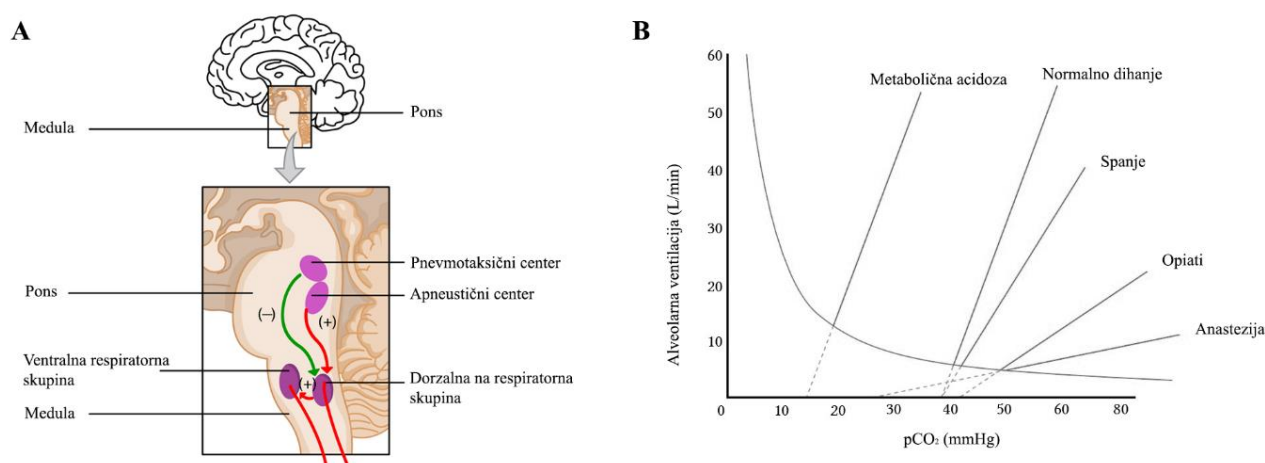 A
Medula
Pons
Pnevmotaksični center
Apneustični center
Pons
(–)
(+)
Ventralna respiratorna
skupina
(+)
Dorzalna na respiratorna
skupina
Medula
B
60
50
40
30
20
10
0
10
20
30
40
50
60
80
Alveolarna ventilacija (L/min)
pCO₂ (mmHg)
Metabolična acidoza
Normalno dihanje
Spanje
Opiati
Anastezija